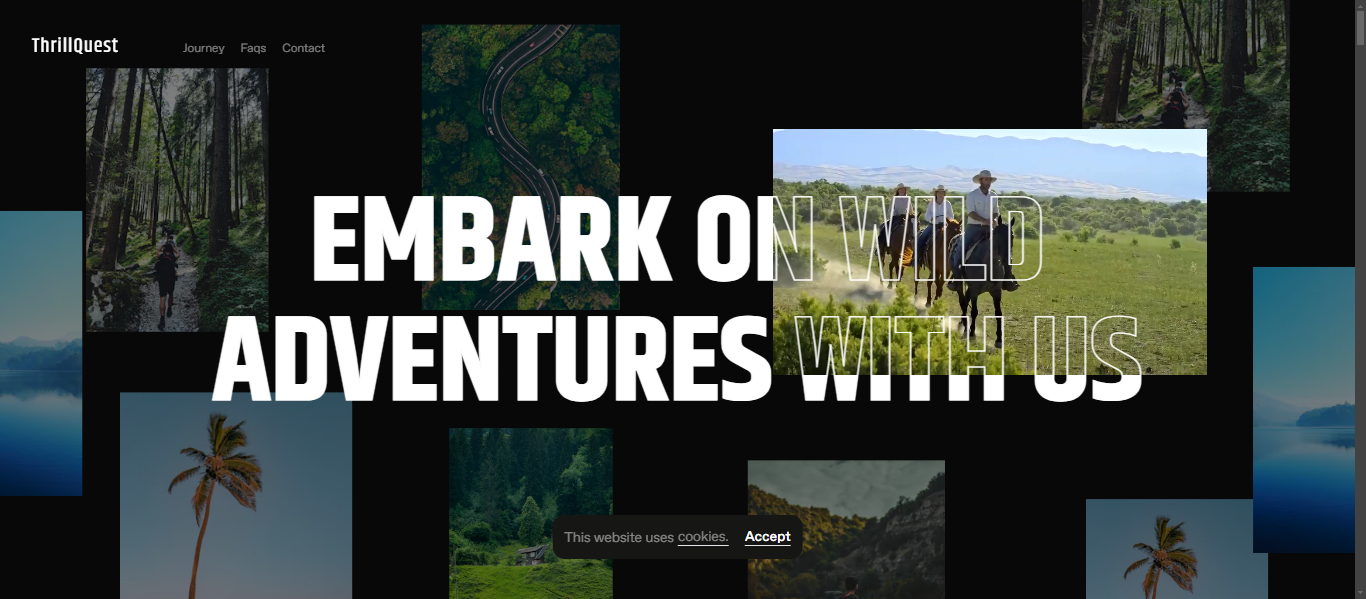 ThrillQuest
Journey Faqs Contact
EMBARK ON WILD
ADVENTURES WITH US
This website uses cookies. Accept